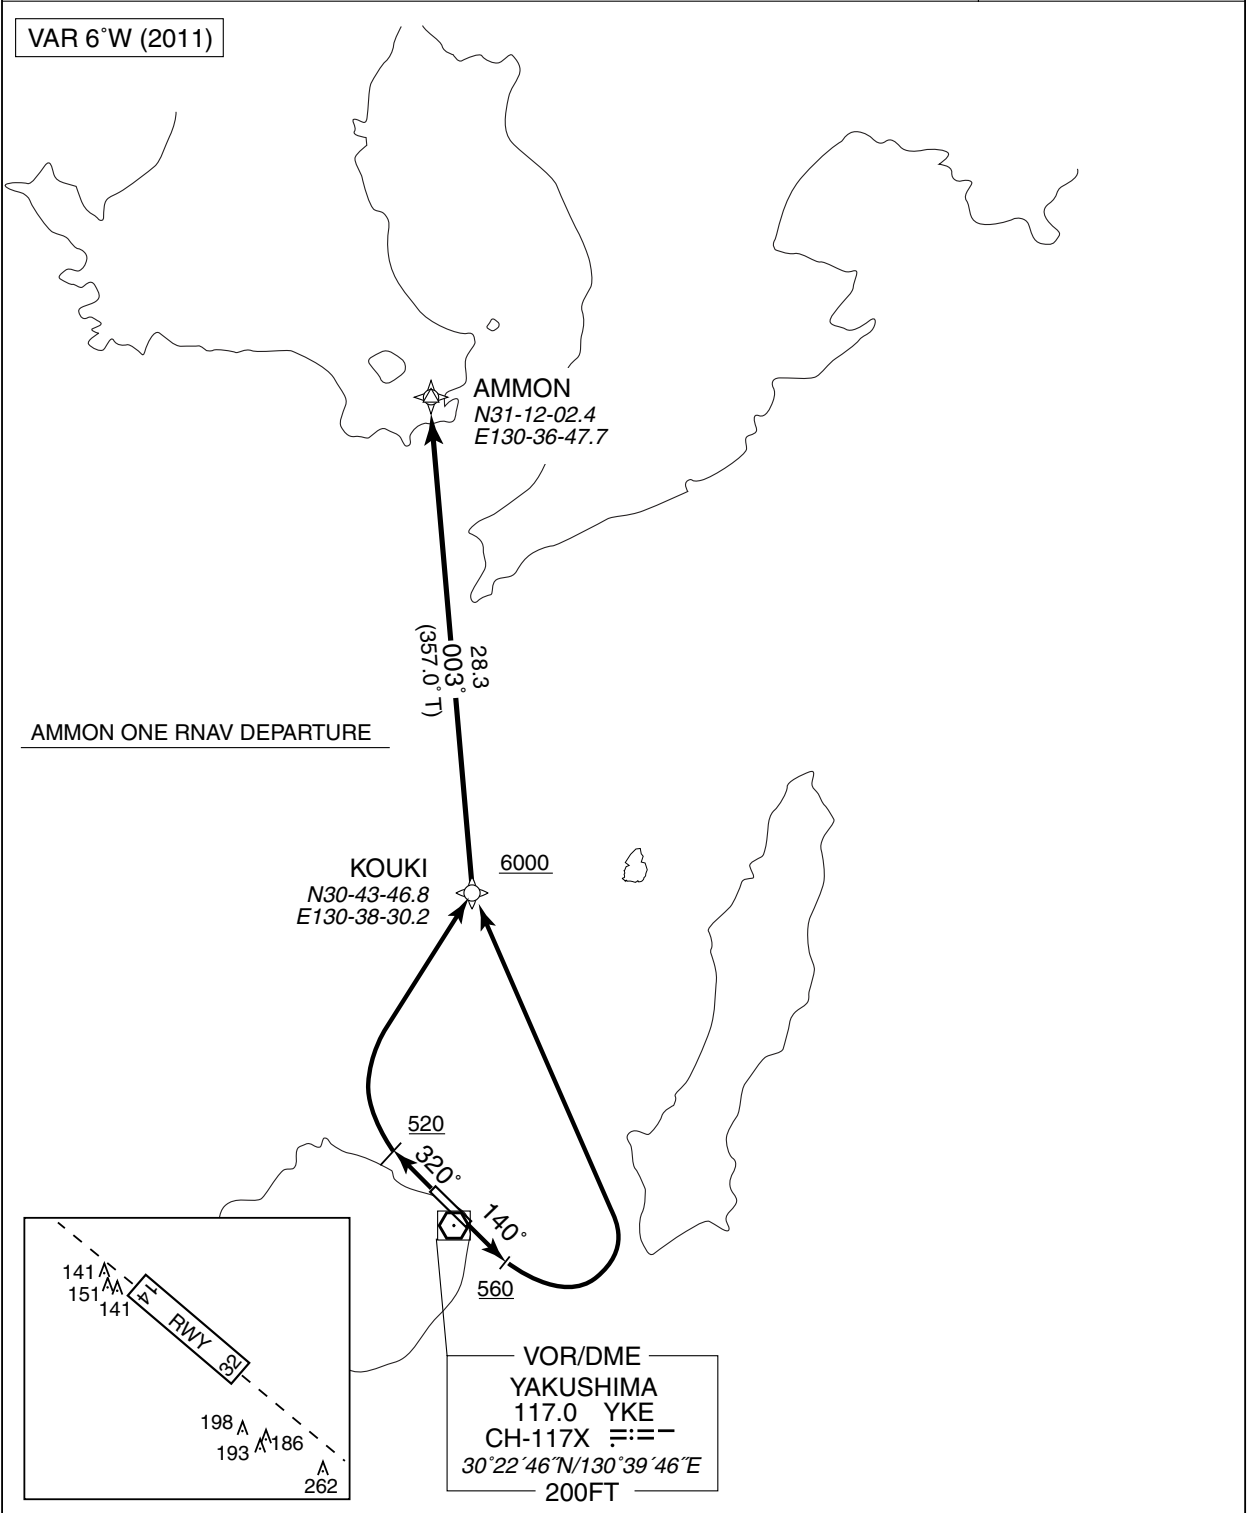 VAR 6°W (2011)
AMMON
N31-12-02.4
E130-36-47.7
28.3
003°
(357.0° T)
AMMON ONE RNAV DEPARTURE
KOUKI
N30-43-46.8
E130-38-30.2
6000
520
320°
140°
560
141
151
141
14
RWY
32
198
193
186
262
VOR/DME
YAKUSHIMA
117.0 YKE
CH-117X
30°22´46˝N/130°39´46˝E
200FT